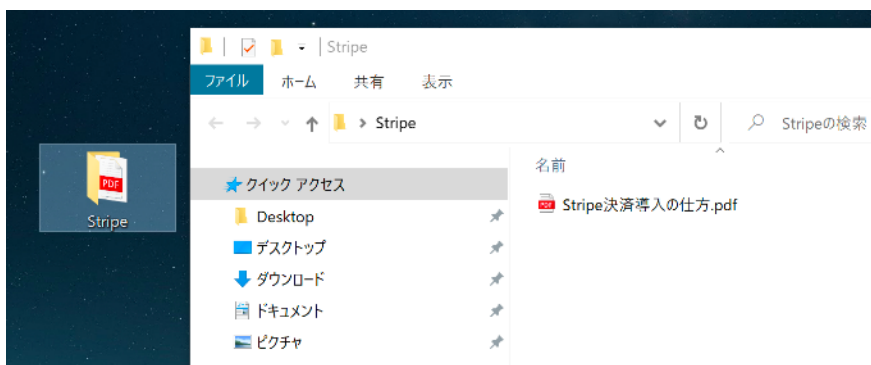 Stripe
ファイル ホーム 共有 表示
Stripe Stripeの検索
クイック アクセス
Desktop
デスクトップ
ダウンロード
ドキュメント
ピクチャ
名前
PDF Stripe決済導入の仕方.pdf
PDF
Stripe